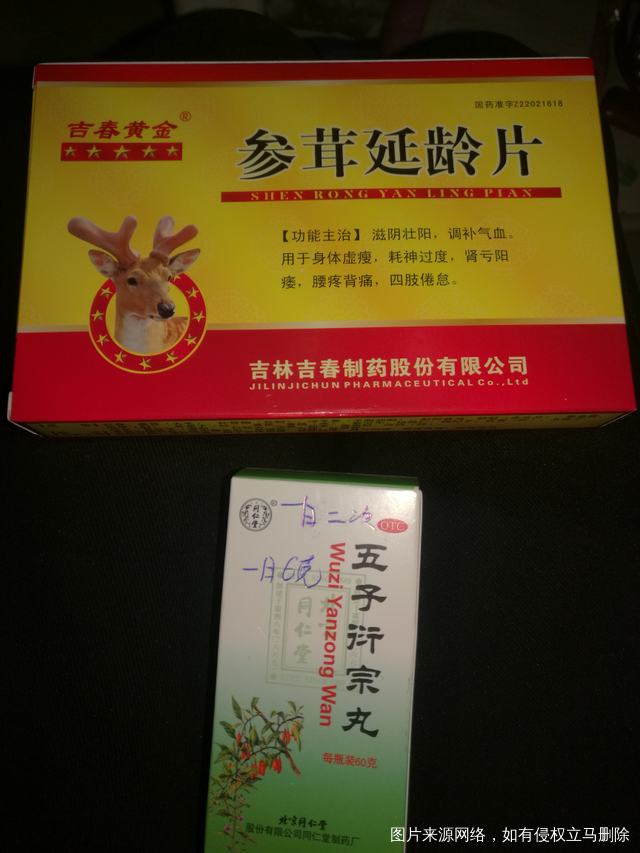 国药准字Z22021618
吉春黄金®
参茸延龄片
SHEN RONG YAN LING PIAN
【功能主治】滋阴壮阳，调补气血。
用于身体虚瘦，耗神过度，肾亏阳
痿，腰疼背痛，四肢倦怠。
吉林吉春制药股份有限公司
JILINJICHUN PHARMACEUTICAL Co.,Ltd
同仁堂
®
一日二次
OTC
一日6克
五子衍宗丸
Wuzi Yanzong Wan
同仁堂
每瓶装60克
北京同仁堂
股份有限公司同仁堂制药厂
图片来源网络，如有侵权立马删除